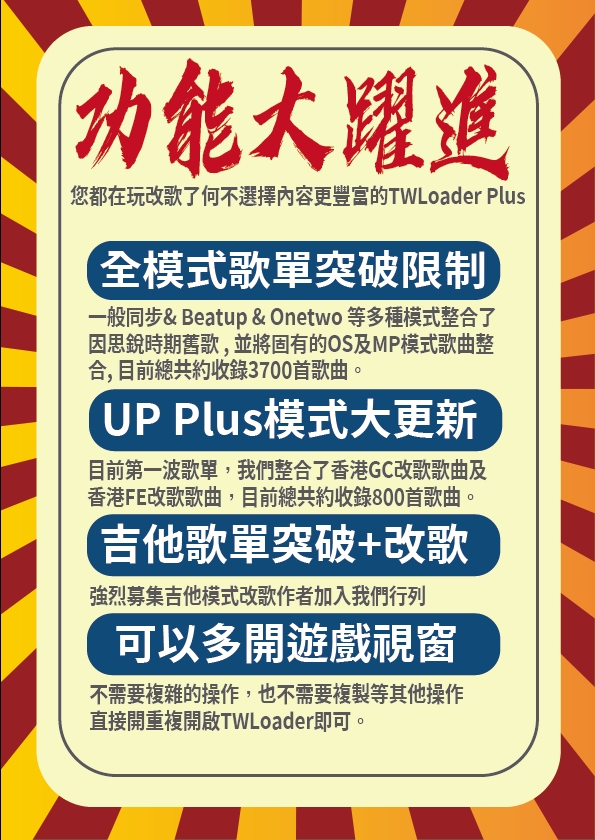 功能大躍進
您都在玩改歌了何不選擇內容更豐富的TWLoader Plus
全模式歌單突破限制
一般同步& Beatup & Onetwo 等多種模式整合了
因思銳時期舊歌 , 並將固有的OS及MP模式歌曲整
合, 目前總共約收錄3700首歌曲。
UP Plus模式大更新
目前第一波歌單，我們整合了香港GC改歌歌曲及
香港FE改歌歌曲，目前總共約收錄800首歌曲。
吉他歌單突破+改歌
強烈募集吉他模式改歌作者加入我們行列
可以多開遊戲視窗
不需要複雜的操作，也不需要複製等其他操作
直接開重複開啟TWLoader即可。